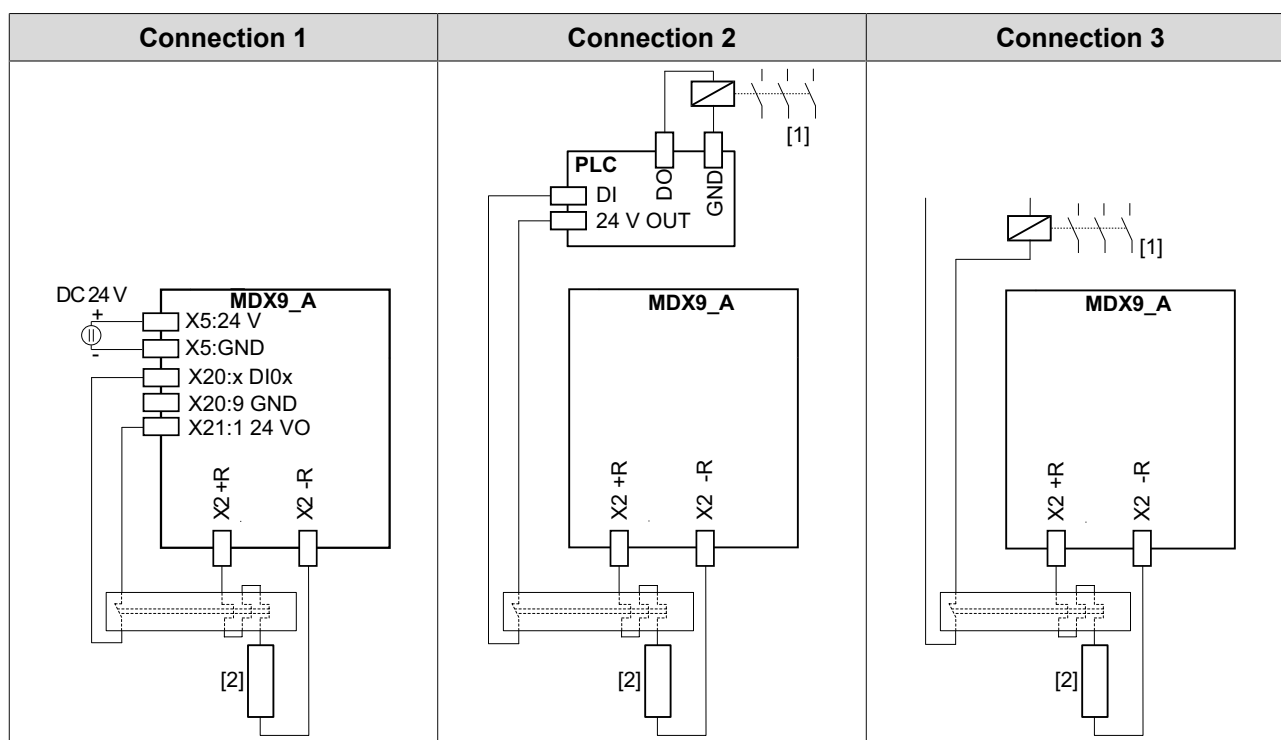 Connection 1
Connection 2
Connection 3
DC 24 V
+
-
MDX9_A
X5:24 V
X5:GND
X20:x DI0x
X20:9 GND
X21:1 24 VO
X2 +R
X2 -R
[2]
[1]
PLC
DO
GND
DI
24 V OUT
MDX9_A
X2 +R
X2 -R
[2]
[1]
MDX9_A
X2 +R
X2 -R
[2]